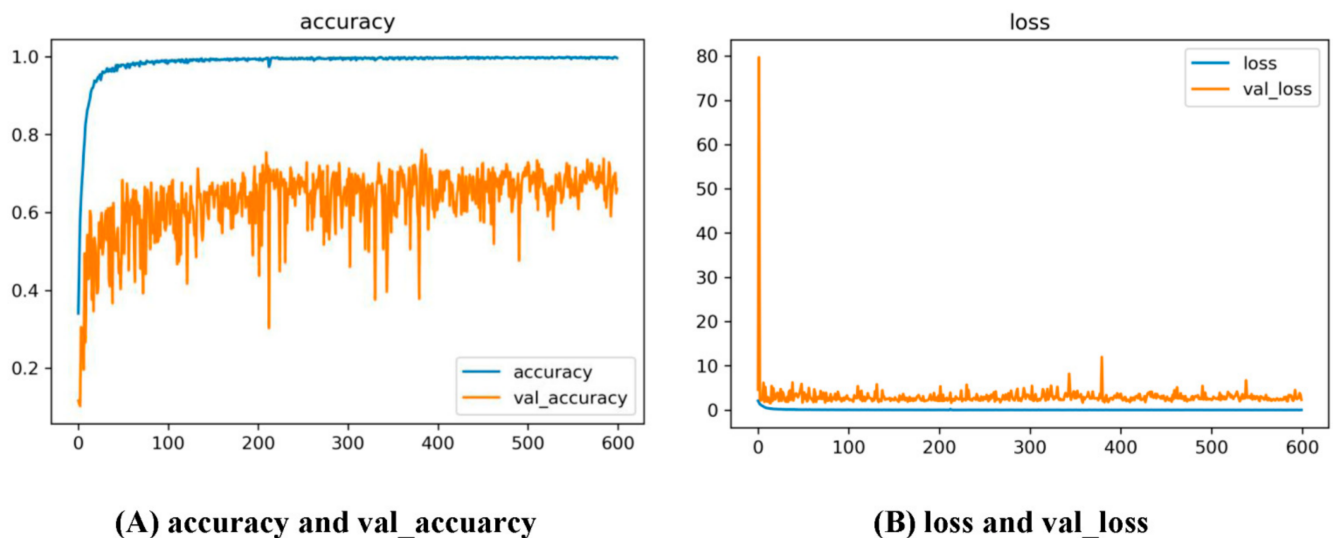 accuracy
1.0
0.8
0.6
0.4
0.2
accuracy
val_accuracy
0 100 200 300 400 500 600
(A) accuracy and val_accuarcy
loss
80
70
60
50
40
30
20
10
0
loss
val_loss
0 100 200 300 400 500 600
(B) loss and val_loss